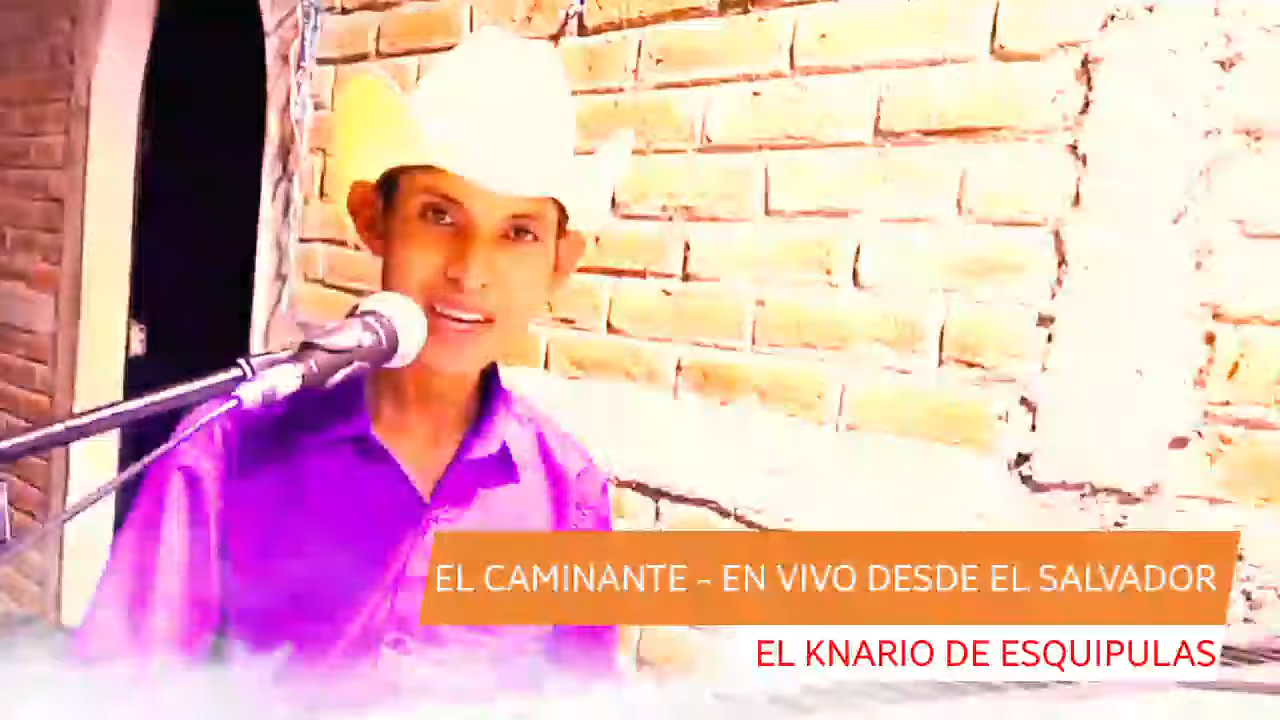 EL CAMINANTE - EN VIVO DESDE EL SALVADOR
EL KNARIO DE ESQUIPULAS